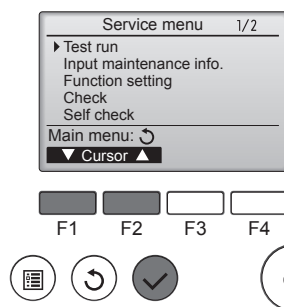 Service menu 1/2
Test run
Input maintenance info.
Function setting
Check
Self check
Main menu:
Cursor
F1 F2 F3 F4